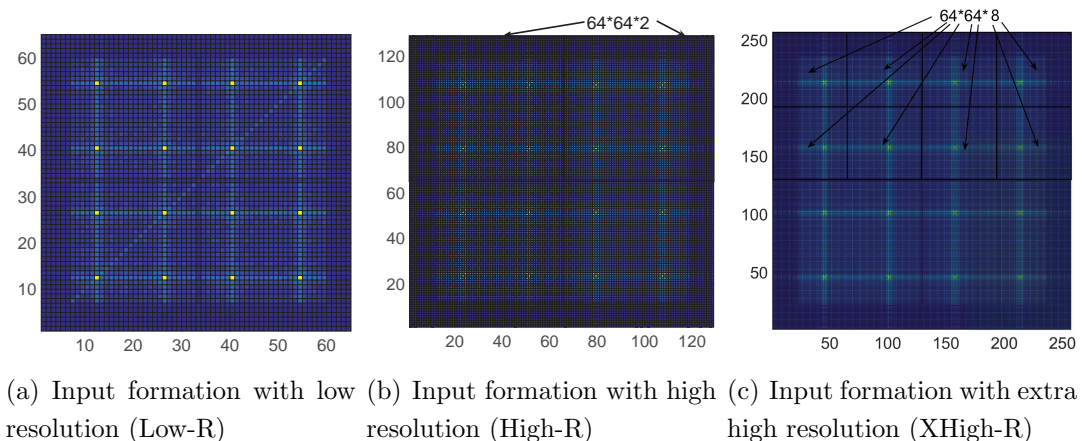 64*64*2
64*64*8
60
50
40
30
20
10
10 20 30 40 50 60
120
100
80
60
40
20
20 40 60 80 100 120
250
200
150
100
50
50 100 150 200 250
(a) Input formation with low
resolution (Low-R)
(b) Input formation with high
resolution (High-R)
(c) Input formation with extra
high resolution (XHigh-R)